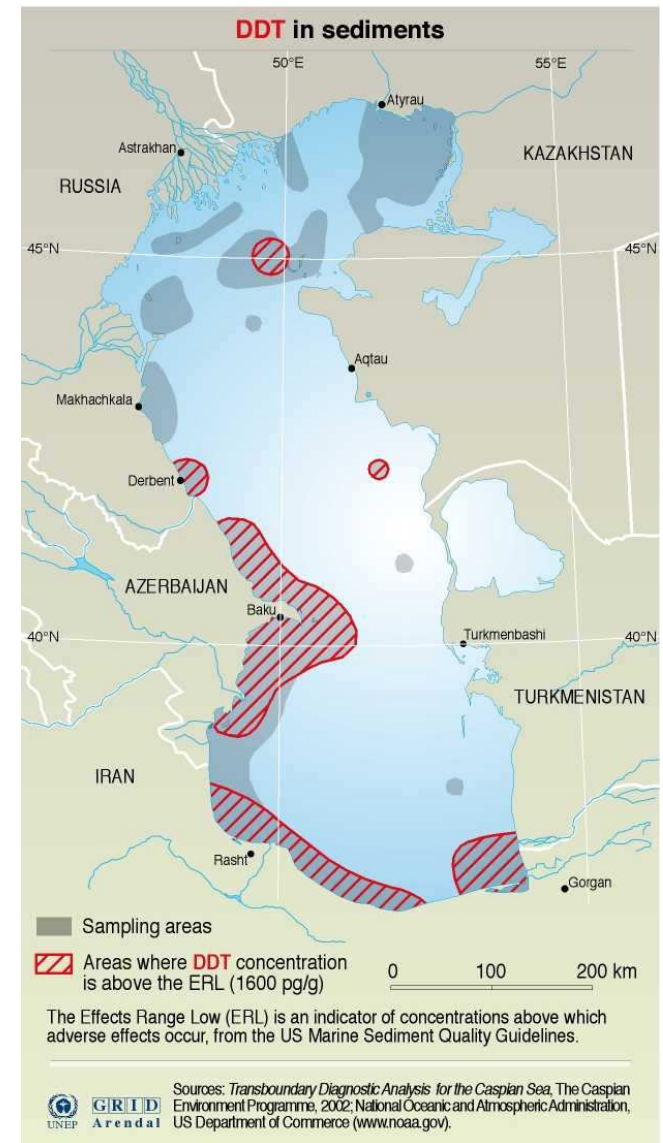 DDT in sediments
50°E
55°E
Atyrau
Astrakhan
KAZAKHSTAN
RUSSIA
45°N
45°N
Aqtau
Makhachkala
Derbent
AZERBAIJAN
Baku
40°N
Turkmenbashi
40°N
TURKMENISTAN
IRAN
Rasht
Gorgan
Sampling areas
Areas where DDT concentration
is above the ERL (1600 pg/g)
0 100 200 km
The Effects Range Low (ERL) is an indicator of concentrations above which
adverse effects occur, from the US Marine Sediment Quality Guidelines.
Sources: Transboundary Diagnostic Analysis for the Caspian Sea, The Caspian
Environment Programme, 2002; National Oceanic and Atmospheric Administration,
US Department of Commerce (www.noaa.gov).
UNEP
GRID
Arendal